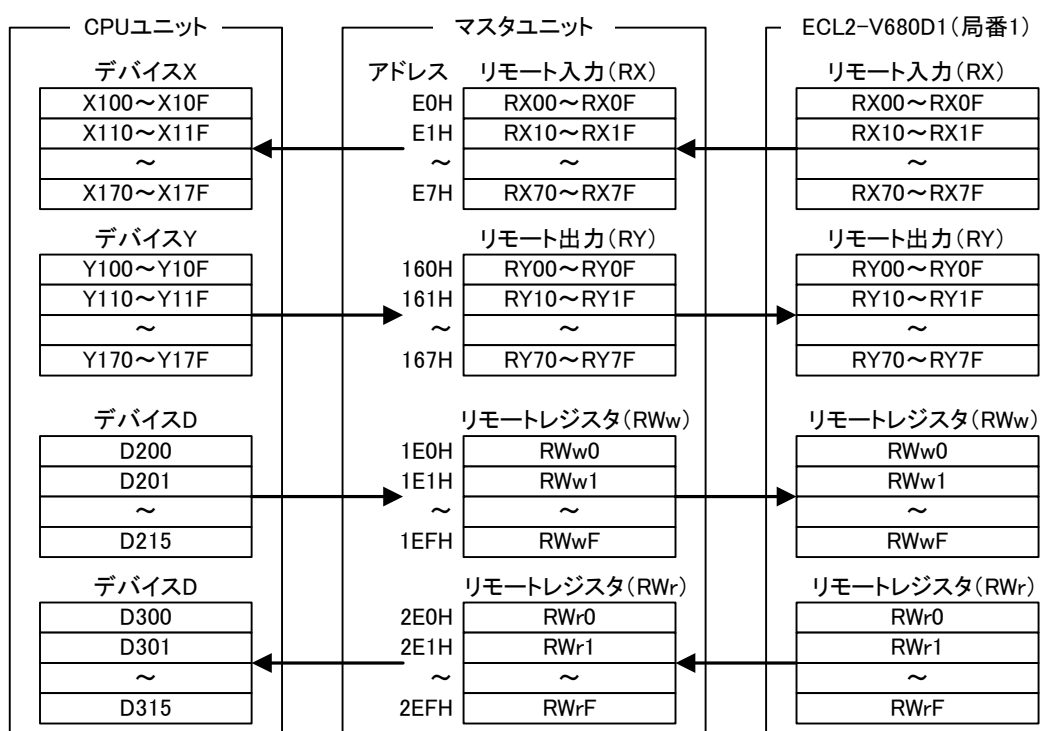 CPUユニット
マスタユニット
ECL2-V680D1（局番1）
デバイスX
アドレス
リモート入力（RX）
リモート入力（RX）
X100～X10F
E0H
RX00～RX0F
RX00～RX0F
X110～X11F
E1H
RX10～RX1F
RX10～RX1F
～
～
～
～
X170～X17F
E7H
RX70～RX7F
RX70～RX7F
デバイスY
リモート出力（RY）
リモート出力（RY）
Y100～Y10F
160H
RY00～RY0F
RY00～RY0F
Y110～Y11F
161H
RY10～RY1F
RY10～RY1F
～
～
～
～
Y170～Y17F
167H
RY70～RY7F
RY70～RY7F
デバイスD
リモートレジスタ（RWw）
リモートレジスタ（RWw）
D200
1E0H
RWw0
RWw0
D201
1E1H
RWw1
RWw1
～
～
～
～
D215
1EFH
RWwF
RWwF
デバイスD
リモートレジスタ（RWr）
リモートレジスタ（RWr）
D300
2E0H
RWr0
RWr0
D301
2E1H
RWr1
RWr1
～
～
～
～
D315
2EFH
RWrF
RWrF